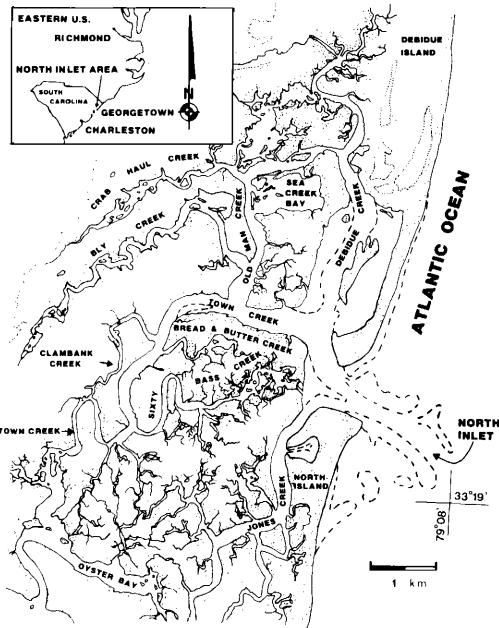 EASTERN U.S.
RICHMOND
NORTH INLET AREA
SOUTH
CAROLINA
GEORGETOWN
CHARLESTON
N
DEBIDUE
ISLAND
CRAB HAUL CREEK
SEA
CREEK
BAY
BLY CREEK
OLD MAN CREEK
DEBIDUE CREEK
ATLANTIC OCEAN
TOWN CREEK
BREAD & BUTTER CREEK
CLAMBANK
CREEK
SIXTY BASS CREEK
TOWN CREEK
NORTH
INLET
NORTH
ISLAND
JONES CREEK
33°19'
79°08'
OYSTER BAY
1 km